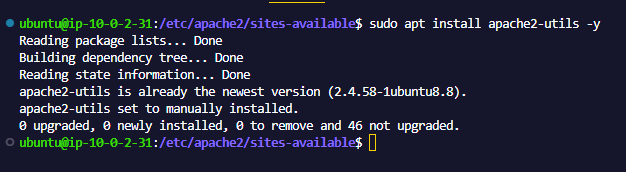 ubuntu@ip-10-0-2-31:/etc/apache2/sites-available$ sudo apt install apache2-utils -y
Reading package lists... Done
Building dependency tree... Done
Reading state information... Done
apache2-utils is already the newest version (2.4.58-1ubuntu8.8).
apache2-utils set to manually installed.
0 upgraded, 0 newly installed, 0 to remove and 46 not upgraded.
ubuntu@ip-10-0-2-31:/etc/apache2/sites-available$